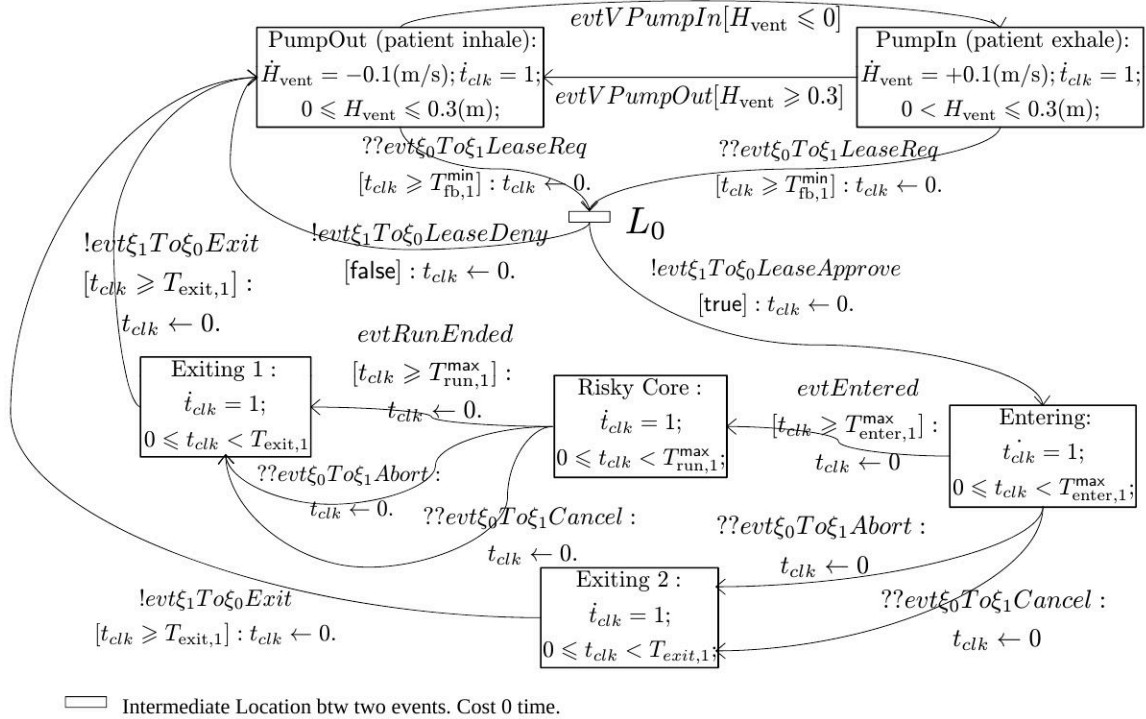 evtVPumpIn[H_vent ⩽ 0]
PumpOut (patient inhale):
Ḣ_vent = −0.1(m/s); ṫ_clk = 1;
0 ⩽ H_vent ⩽ 0.3(m);
PumpIn (patient exhale):
Ḣ_vent = +0.1(m/s); ṫ_clk = 1;
0 < H_vent ⩽ 0.3(m);
evtVPumpOut[H_vent ⩾ 0.3]
??evtξ₀Toξ₁LeaseReq
[t_clk ⩾ T^min_fb,1] : t_clk ← 0.
??evtξ₀Toξ₁LeaseReq
[t_clk ⩾ T^min_fb,1] : t_clk ← 0.
L₀
!evtξ₁Toξ₀LeaseDeny
[false] : t_clk ← 0.
!evtξ₁Toξ₀LeaseApprove
[true] : t_clk ← 0.
!evtξ₁Toξ₀Exit
[t_clk ⩾ T_exit,1] :
t_clk ← 0.
evtRunEnded
[t_clk ⩾ T^max_run,1] :
t_clk ← 0.
Exiting 1 :
ṫ_clk = 1;
0 ⩽ t_clk < T_exit,1
Risky Core :
ṫ_clk = 1;
0 ⩽ t_clk < T^max_run,1;
evtEntered
[t_clk ⩾ T^max_enter,1] :
t_clk ← 0
Entering:
ṫ_clk = 1;
0 ⩽ t_clk < T^max_enter,1;
??evtξ₀Toξ₁Abort :
t_clk ← 0.
??evtξ₀Toξ₁Cancel :
t_clk ← 0.
??evtξ₀Toξ₁Abort :
t_clk ← 0
??evtξ₀Toξ₁Cancel :
t_clk ← 0
Exiting 2 :
ṫ_clk = 1;
0 ⩽ t_clk < T_exit,1;
!evtξ₁Toξ₀Exit
[t_clk ⩾ T_exit,1] : t_clk ← 0.
Intermediate Location btw two events. Cost 0 time.